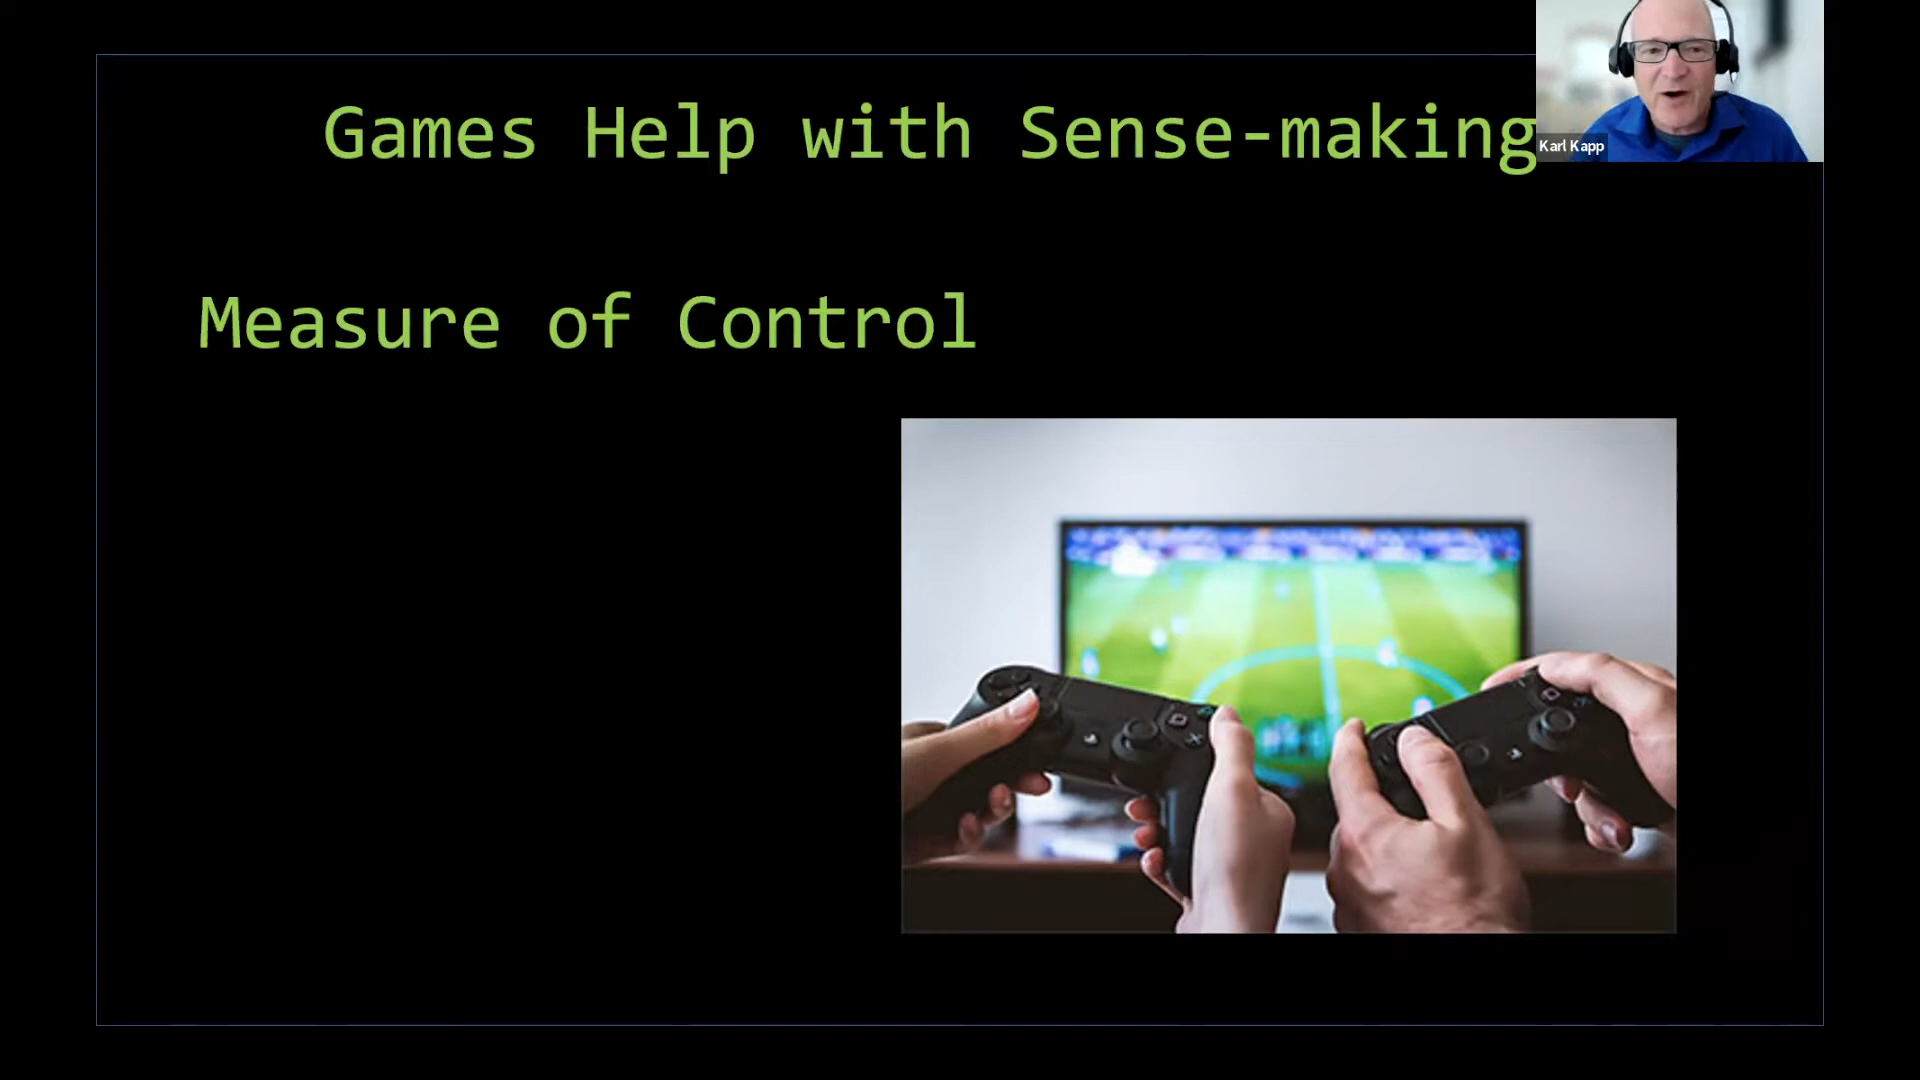 Games Help with Sense-making
Karl Kapp
Measure of Control